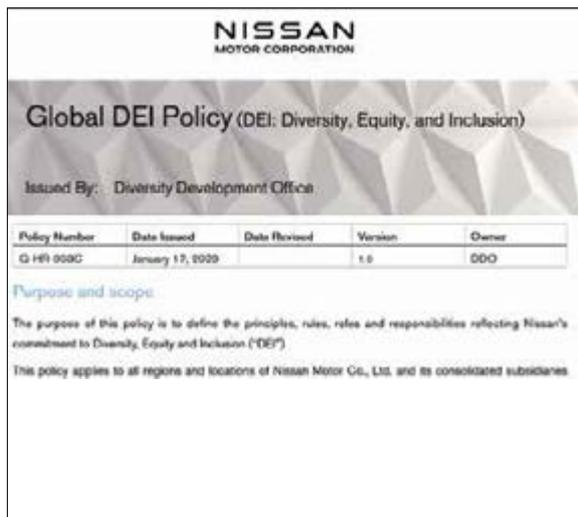 NISSAN
MOTOR CORPORATION
Global DEI Policy (DEI: Diversity, Equity, and Inclusion)
Issued By: Diversity Development Office
Policy Number Date Issued Date Revised Version Owner
January 17, 1.0 DDO
Purpose and scope
The purpose of this policy is to define the principles, rules, roles and responsibilities reflecting Nissan's
commitment to Diversity, Equity and Inclusion ("DEI")
This policy applies to all regions and locations of Nissan Motor Co., Ltd. and its consolidated subsidiaries